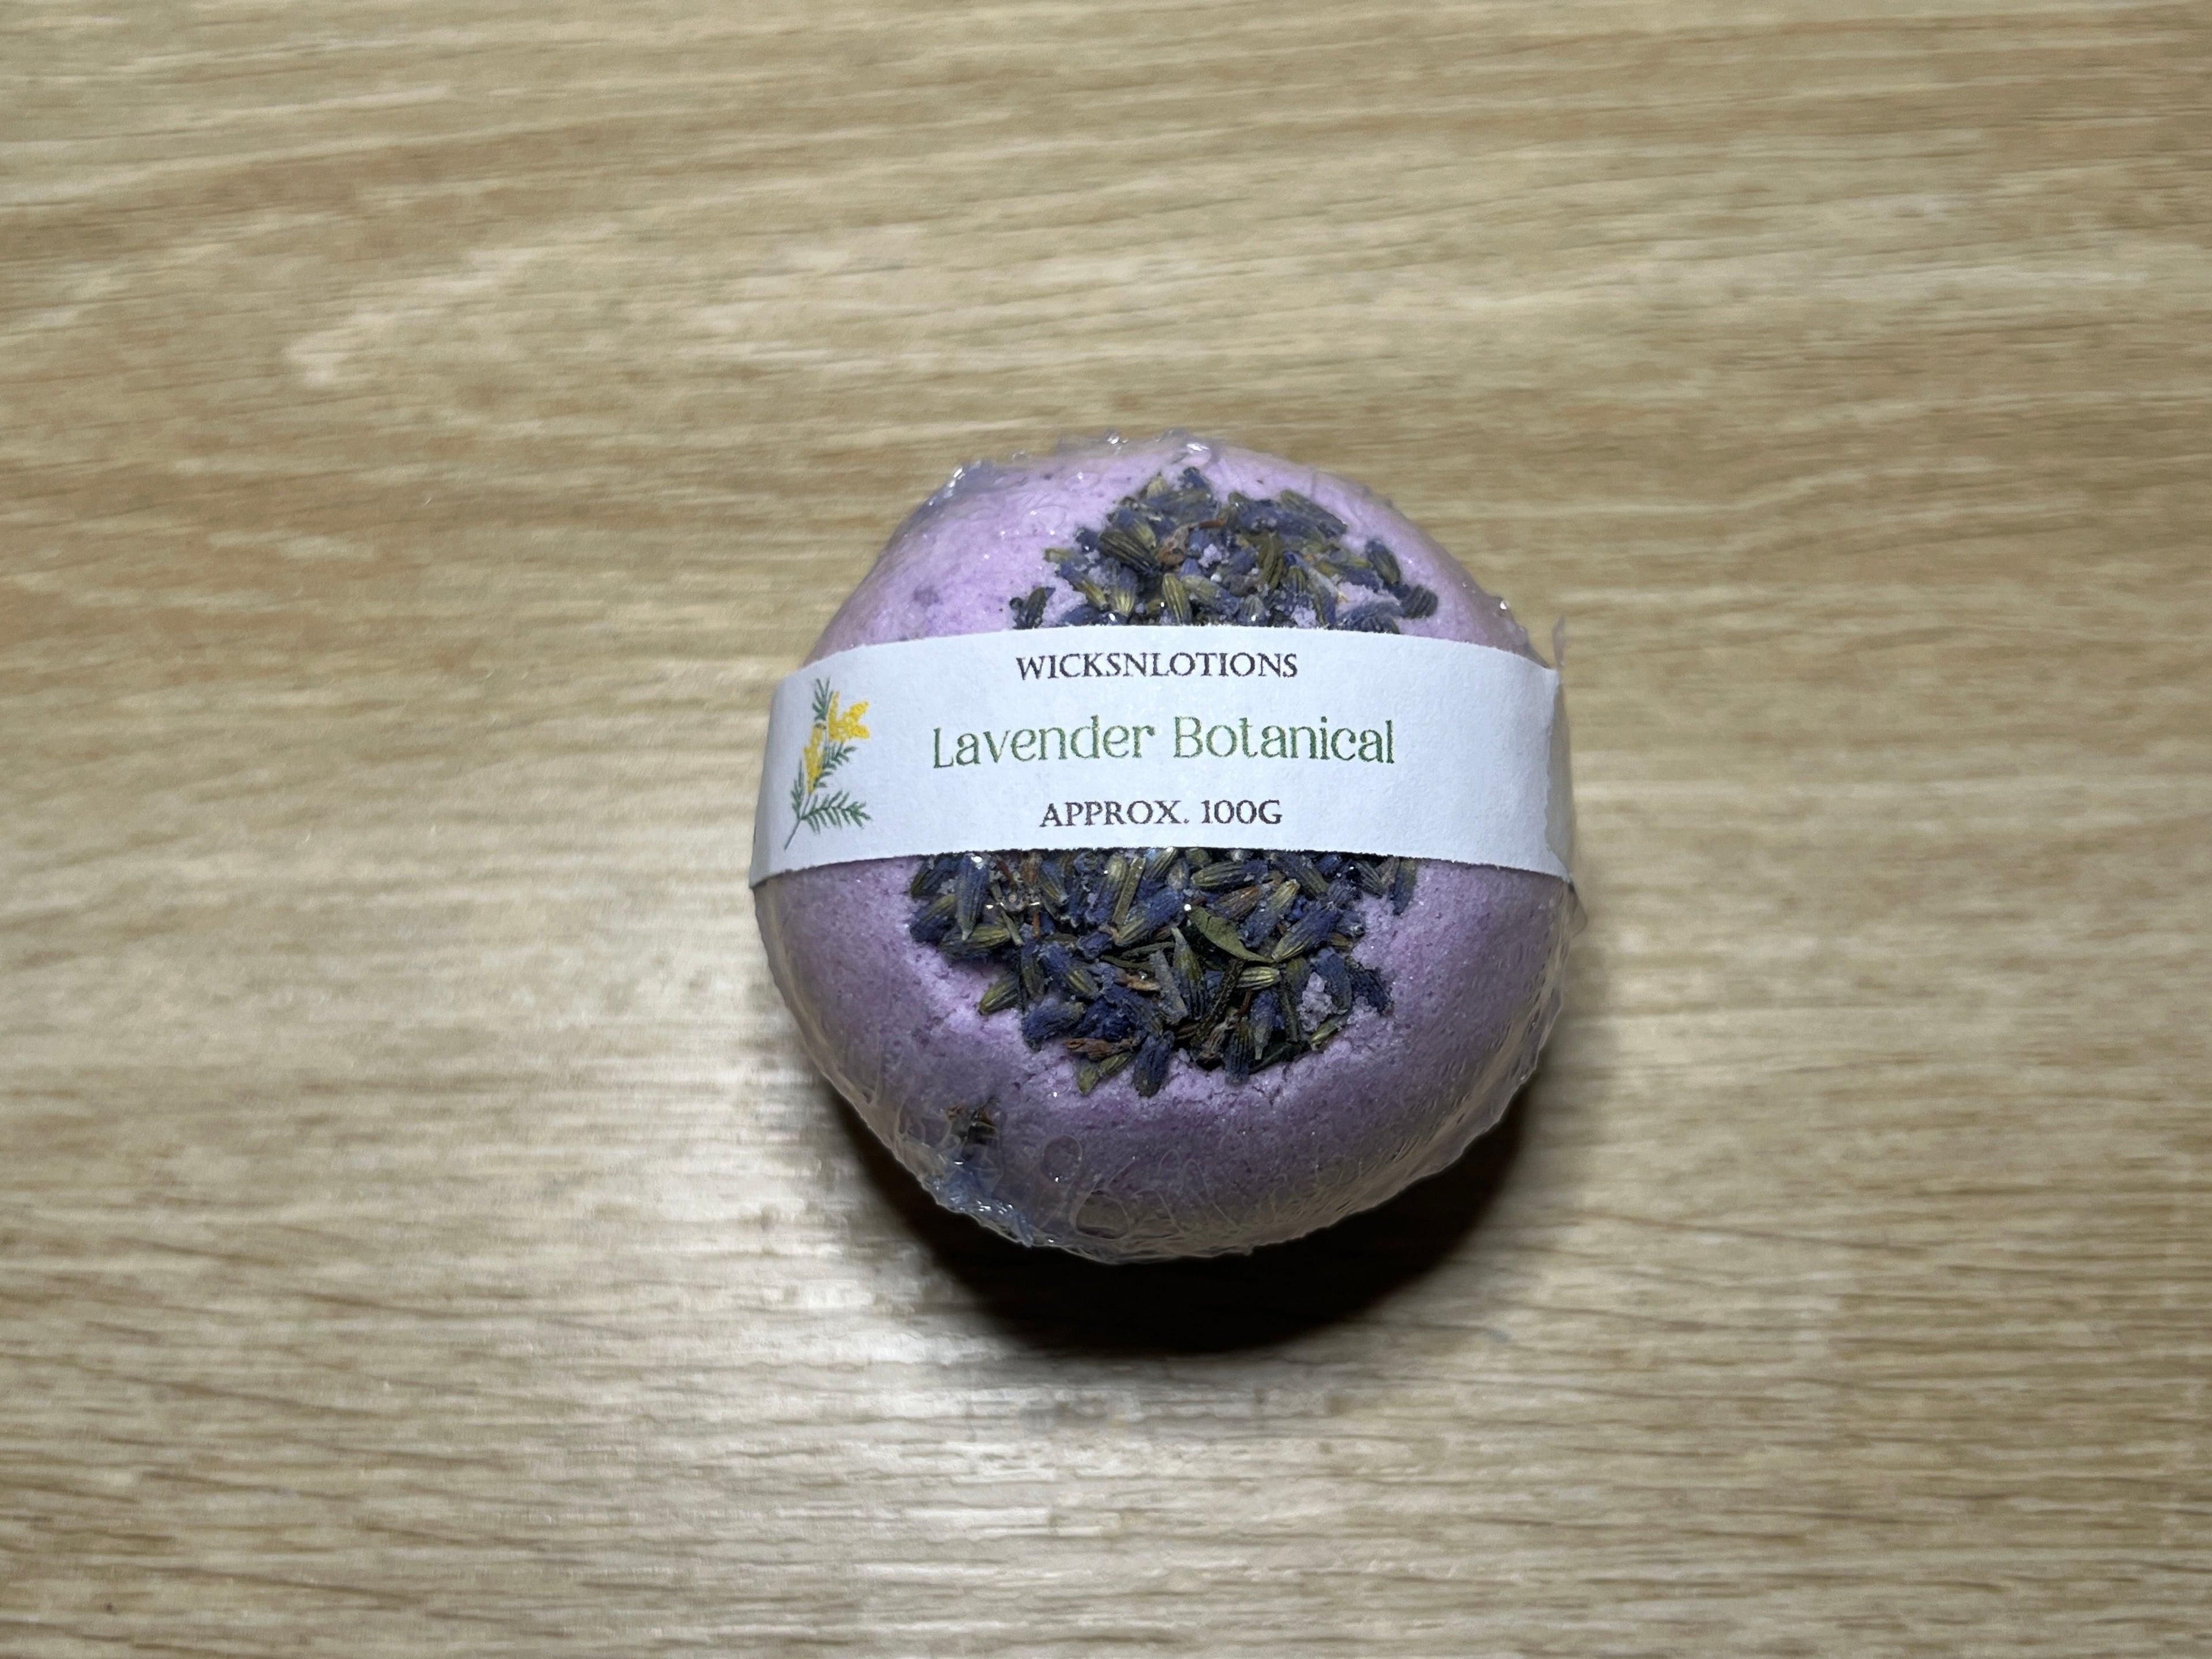 WICKSNLOTIONS
Lavender Botanical
APPROX. 100G